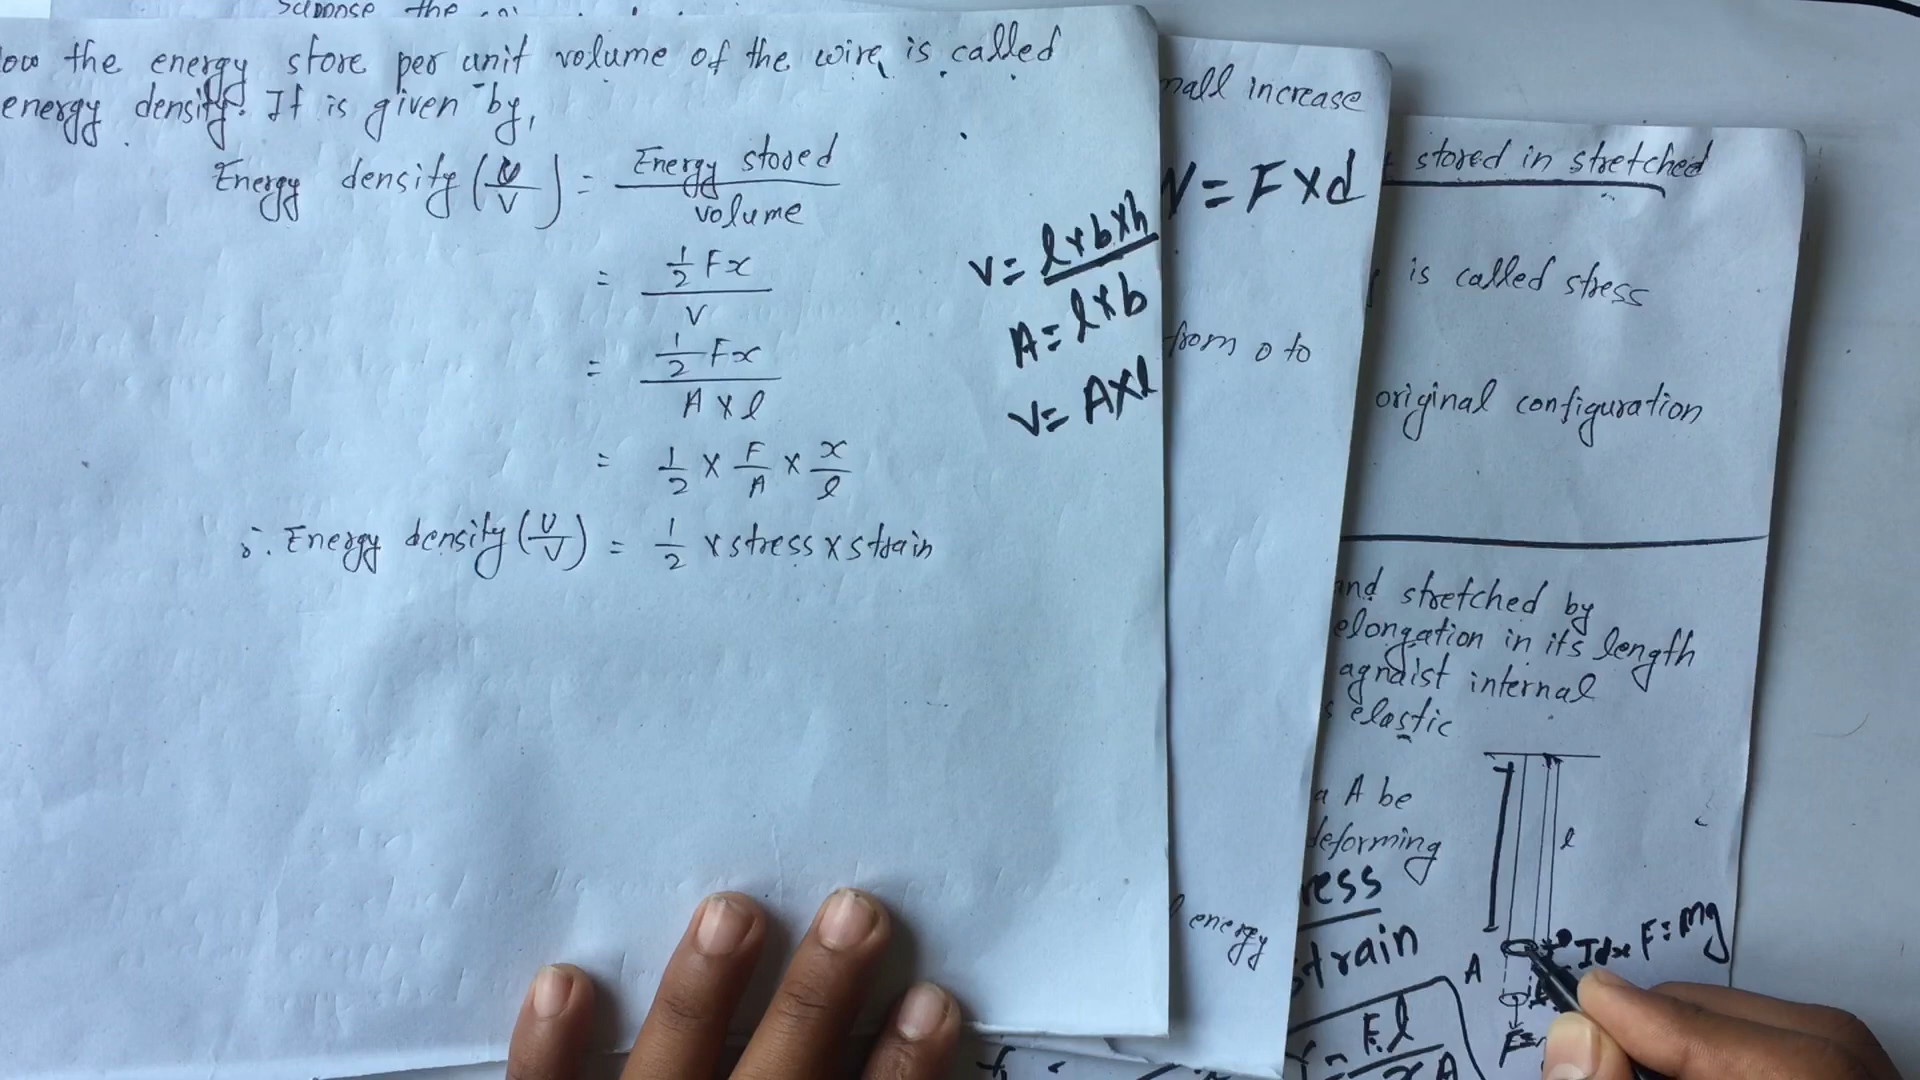 Suppose the
ow the energy store per unit volume of the wire is called
energy density. It is given by,
Energy density (U/V) = Energy stored / volume
= 1/2 Fx / V
= 1/2 Fx / A x l
= 1/2 x F/A x x/l
∴ Energy density (U/V) = 1/2 x stress x strain
V = l x b x h
A = l x b
V = A x l
mall increase
= F x d
from 0 to
energy
stored in stretched
is called stress
original configuration
and stretched by
elongation in its length
agnaist internal
elastic
A be
deforming
ress
strain
F.l
x A
l
A
dx F = mg
F =